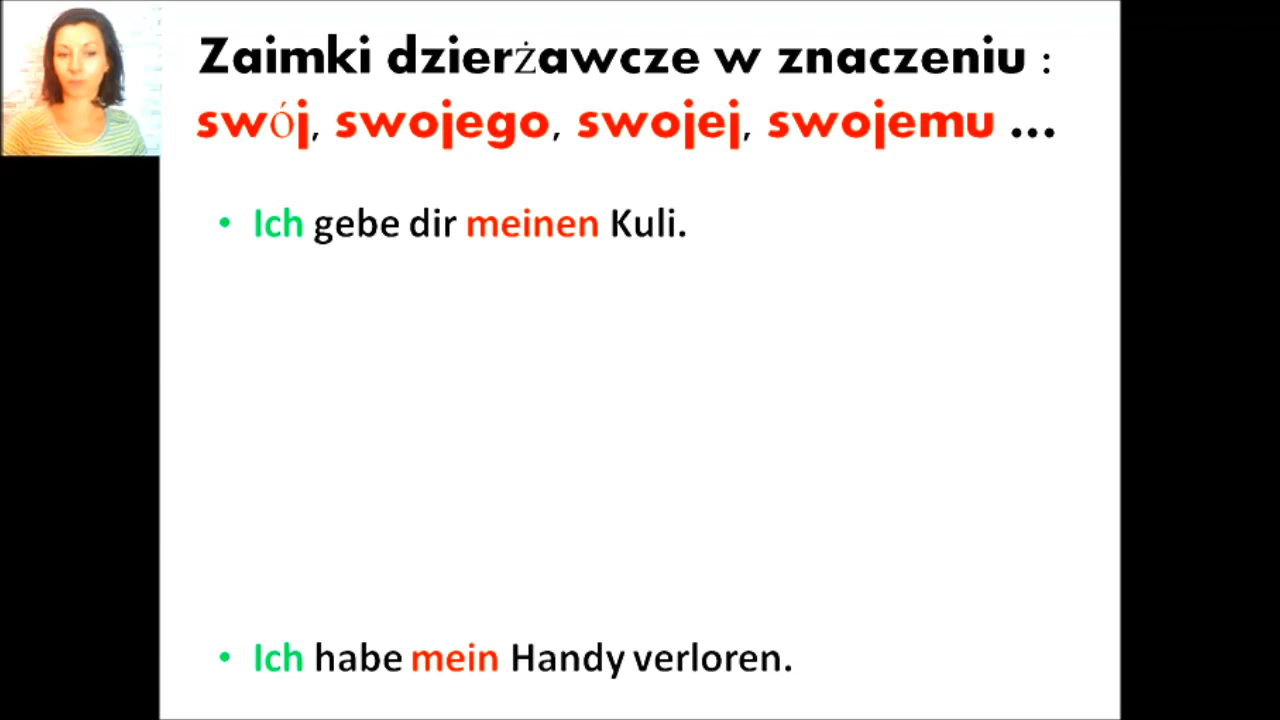 Zaimki dzierżawcze w znaczeniu :
swój, swojego, swojej, swojemu ...
• Ich gebe dir meinen Kuli.
• Ich habe mein Handy verloren.